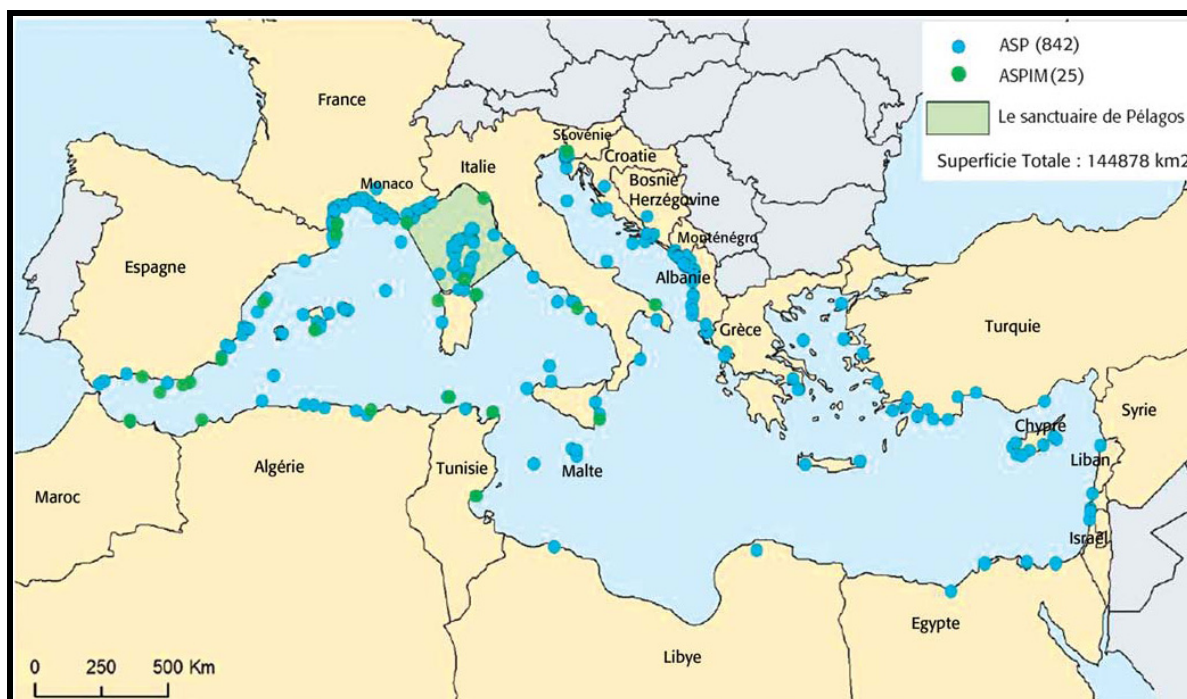 ASP (842)
ASPIM (25)
Le sanctuaire de Pélagos
Superficie Totale : 144878 km2
France
Slovénie
Croatie
Italie
Bosnie
Herzégovine
Monaco
Monténégro
Espagne
Albanie
Grèce
Turquie
Syrie
Chypre
Liban
Algérie
Tunisie
Malte
Maroc
Israël
Egypte
Libye
0 250 500 Km